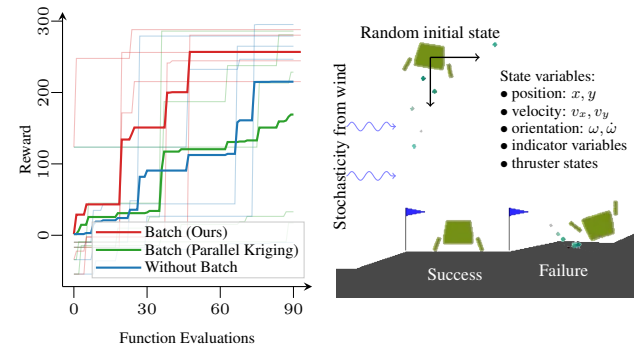 300
200
100
0
Reward
Batch (Ours)
Batch (Parallel Kriging)
Without Batch
0
30
60
90
Function Evaluations
Random initial state
Stochasticity from wind
State variables:
● position: x, y
● velocity: vₓ, vᵧ
● orientation: ω, ω̇
● indicator variables
● thruster states
Success
Failure